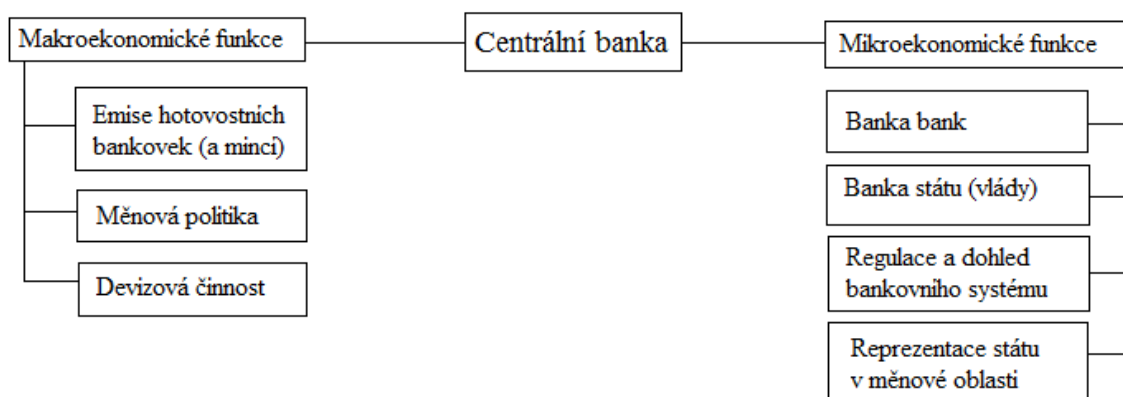 Makroekonomické funkce
Centrální banka
Mikroekonomické funkce
Emise hotovostních
bankovek (a mincí)
Měnová politika
Devizová činnost
Banka bank
Banka státu (vlády)
Regulace a dohled
bankovního systému
Reprezentace státu
v měnové oblasti